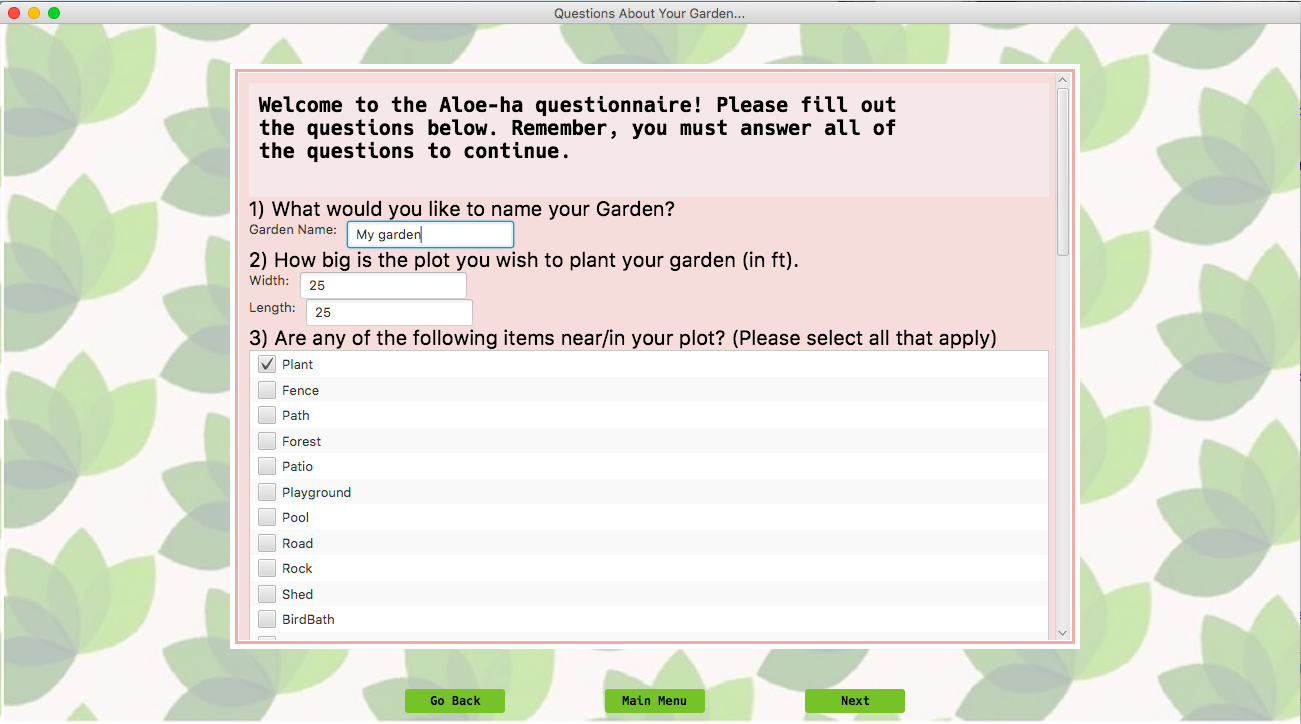 Questions About Your Garden...
Welcome to the Aloe-ha questionnaire! Please fill out
the questions below. Remember, you must answer all of
the questions to continue.
1) What would you like to name your Garden?
Garden Name: My garden
2) How big is the plot you wish to plant your garden (in ft).
Width: 25
Length: 25
3) Are any of the following items near/in your plot? (Please select all that apply)
Plant
Fence
Path
Forest
Patio
Playground
Pool
Road
Rock
Shed
BirdBath
Go Back Main Menu Next